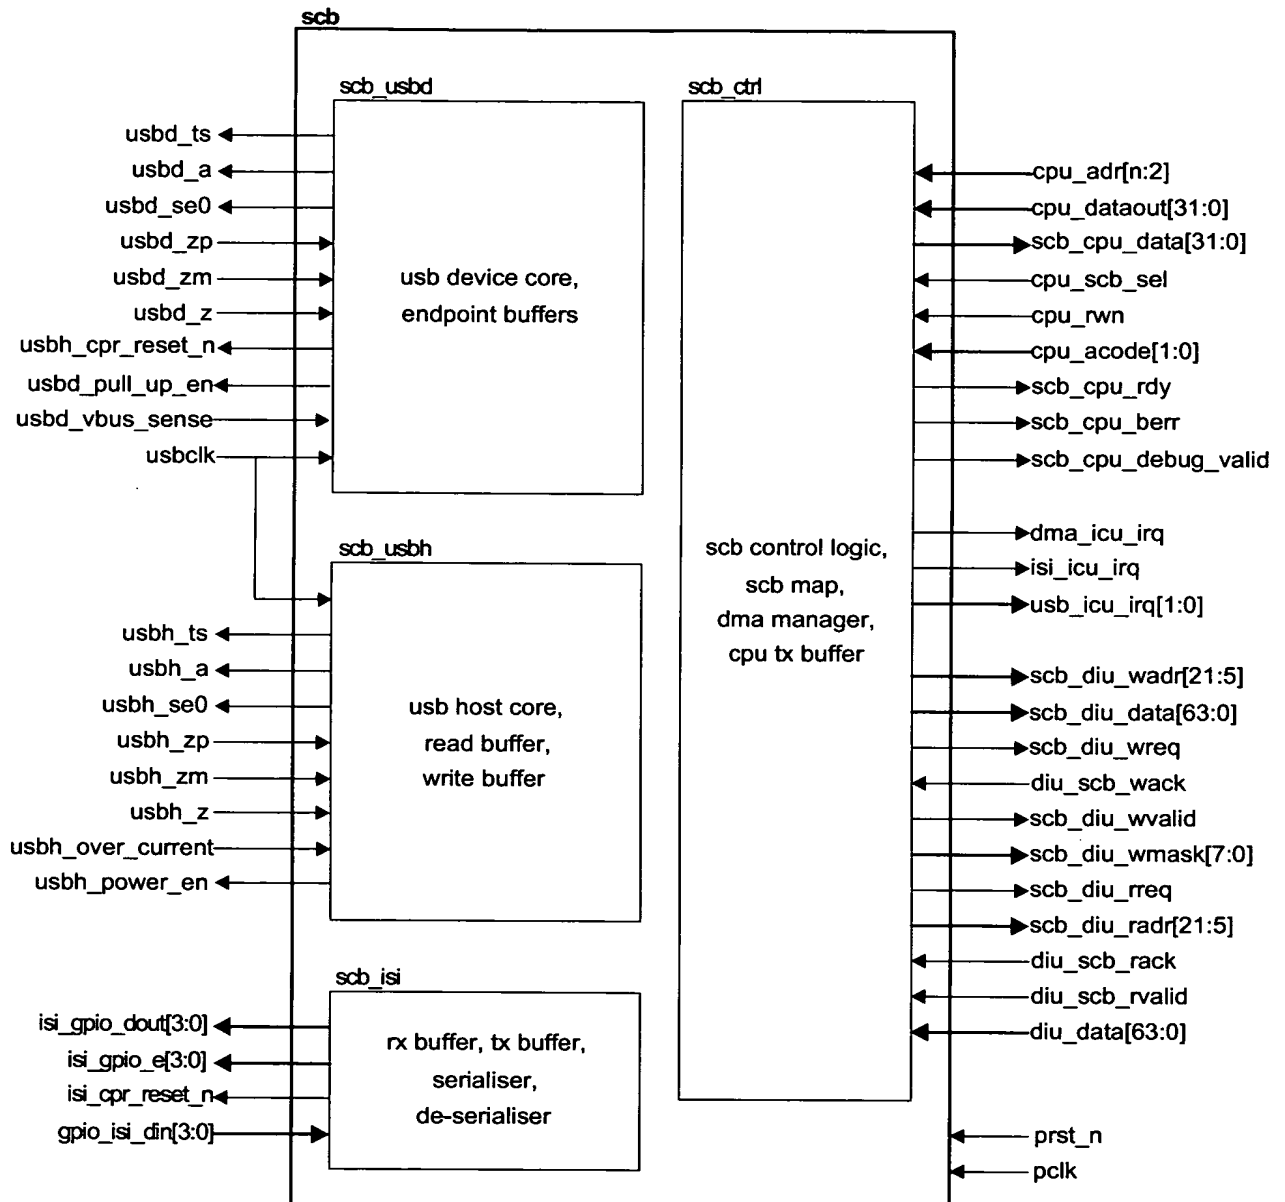 scb
scb_usbd
usbd_ts
usbd_a
usbd_se0
usbd_zp
usbd_zm
usbd_z
usbh_cpr_reset_n
usbd_pull_up_en
usbd_vbus_sense
usbclk
usb device core,
endpoint buffers
scb_usbh
usbh_ts
usbh_a
usbh_se0
usbh_zp
usbh_zm
usbh_z
usbh_over_current
usbh_power_en
usb host core,
read buffer,
write buffer
scb_isi
isi_gpio_dout[3:0]
isi_gpio_e[3:0]
isi_cpr_reset_n
gpio_isi_din[3:0]
rx buffer, tx buffer,
serialiser,
de-serialiser
scb_ctrl
scb control logic,
scb map,
dma manager,
cpu tx buffer
cpu_adr[n:2]
cpu_dataout[31:0]
scb_cpu_data[31:0]
cpu_scb_sel
cpu_rwn
cpu_acode[1:0]
scb_cpu_rdy
scb_cpu_berr
scb_cpu_debug_valid
dma_icu_irq
isi_icu_irq
usb_icu_irq[1:0]
scb_diu_wadr[21:5]
scb_diu_data[63:0]
scb_diu_wreq
diu_scb_wack
scb_diu_wvalid
scb_diu_wmask[7:0]
scb_diu_rreq
scb_diu_radr[21:5]
diu_scb_rack
diu_scb_rvalid
diu_data[63:0]
prst_n
pclk